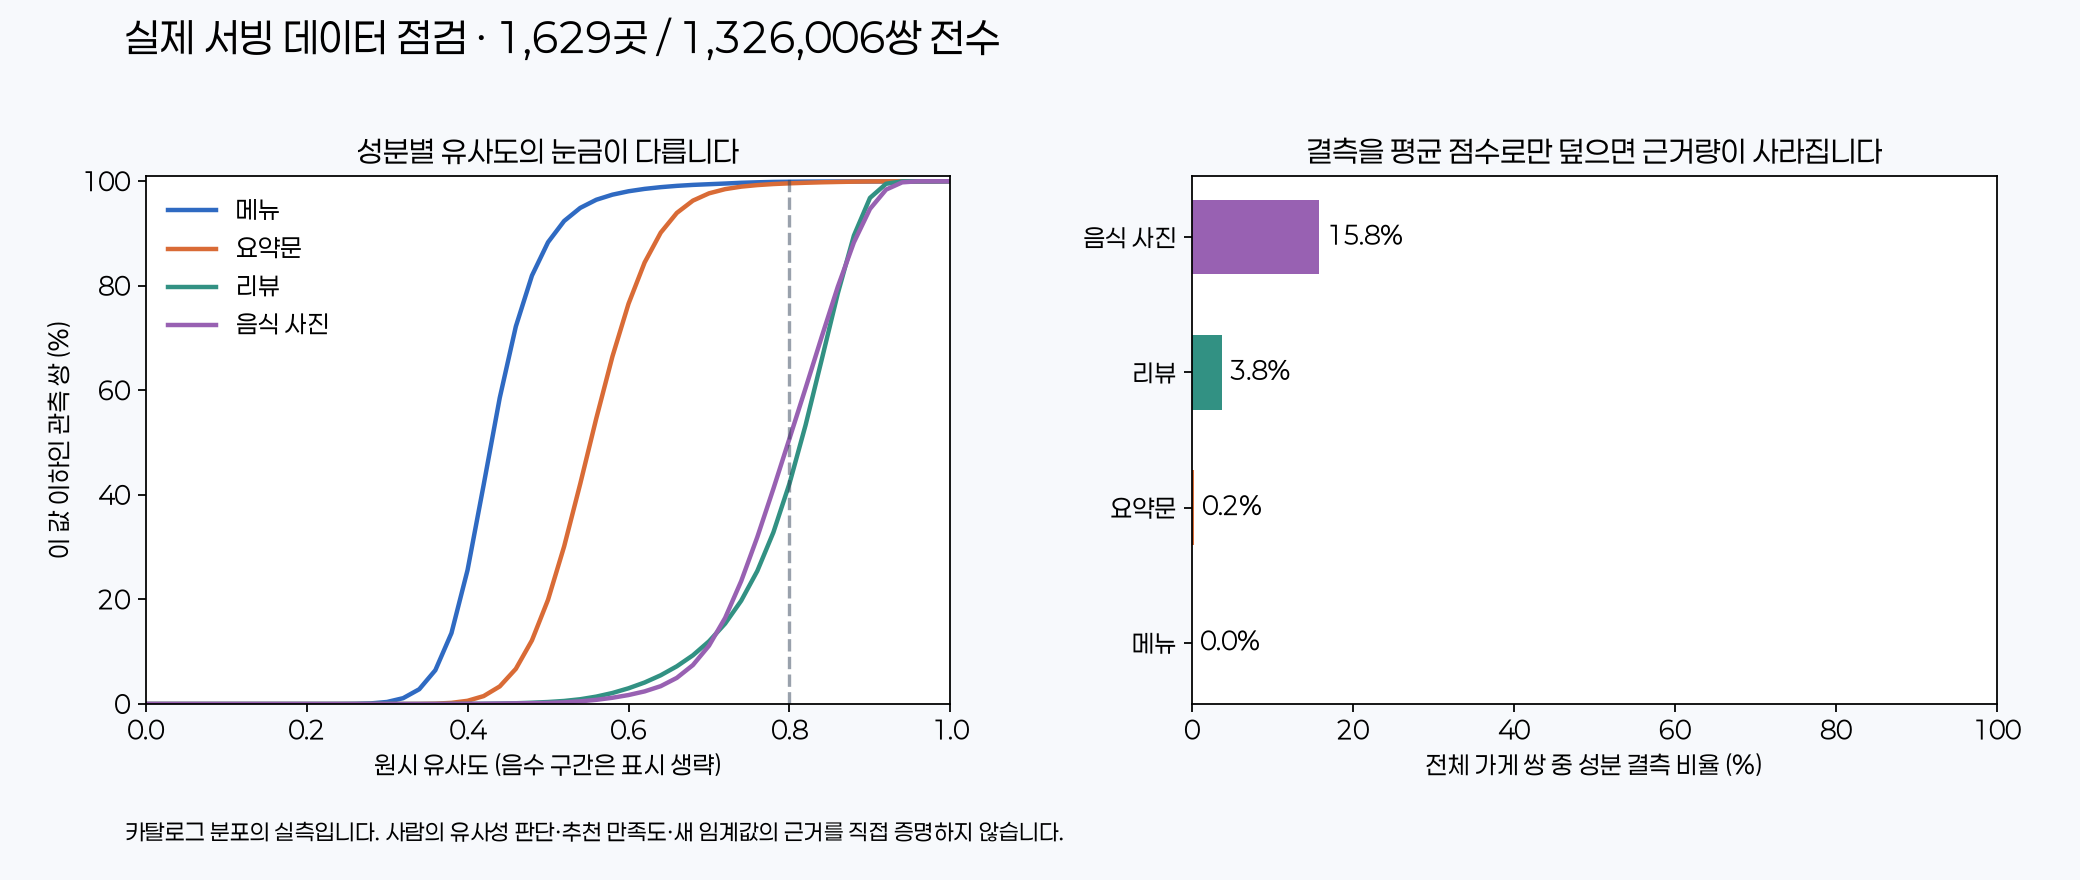 실제 서빙 데이터 점검 · 1,629곳 / 1,326,006쌍 전수
성분별 유사도의 눈금이 다릅니다
100
80
60
40
20
0
이 값 이하인 관측 쌍 (%)
메뉴
요약문
리뷰
음식 사진
0.0 0.2 0.4 0.6 0.8 1.0
원시 유사도 (음수 구간은 표시 생략)
결측을 평균 점수로만 덮으면 근거량이 사라집니다
음식 사진 15.8%
리뷰 3.8%
요약문 0.2%
메뉴 0.0%
0 20 40 60 80 100
전체 가게 쌍 중 성분 결측 비율 (%)
카탈로그 분포의 실측입니다. 사람의 유사성 판단·추천 만족도·새 임계값의 근거를 직접 증명하지 않습니다.